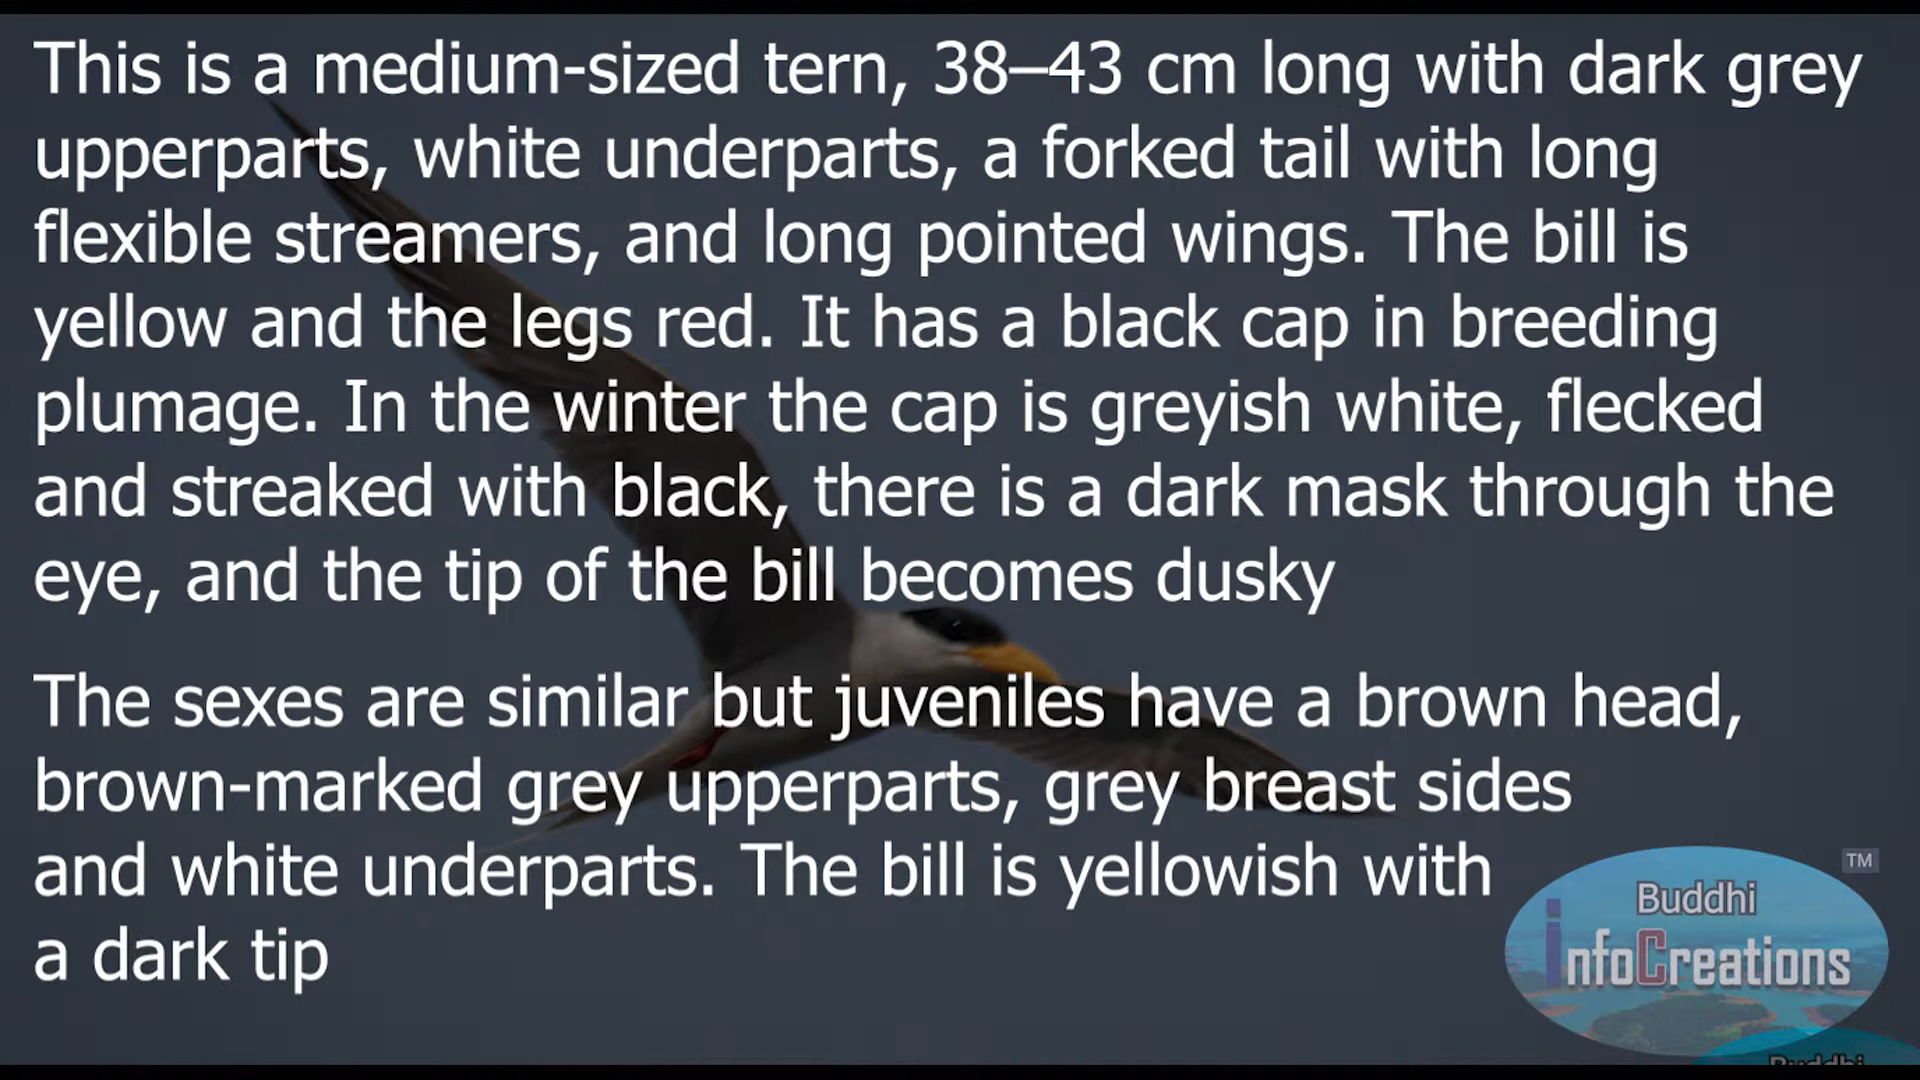 This is a medium-sized tern, 38–43 cm long with dark grey
upperparts, white underparts, a forked tail with long
flexible streamers, and long pointed wings. The bill is
yellow and the legs red. It has a black cap in breeding
plumage. In the winter the cap is greyish white, flecked
and streaked with black, there is a dark mask through the
eye, and the tip of the bill becomes dusky
The sexes are similar but juveniles have a brown head,
brown-marked grey upperparts, grey breast sides
and white underparts. The bill is yellowish with
a dark tip
TM
Buddhi
infoCreations
Buddhi